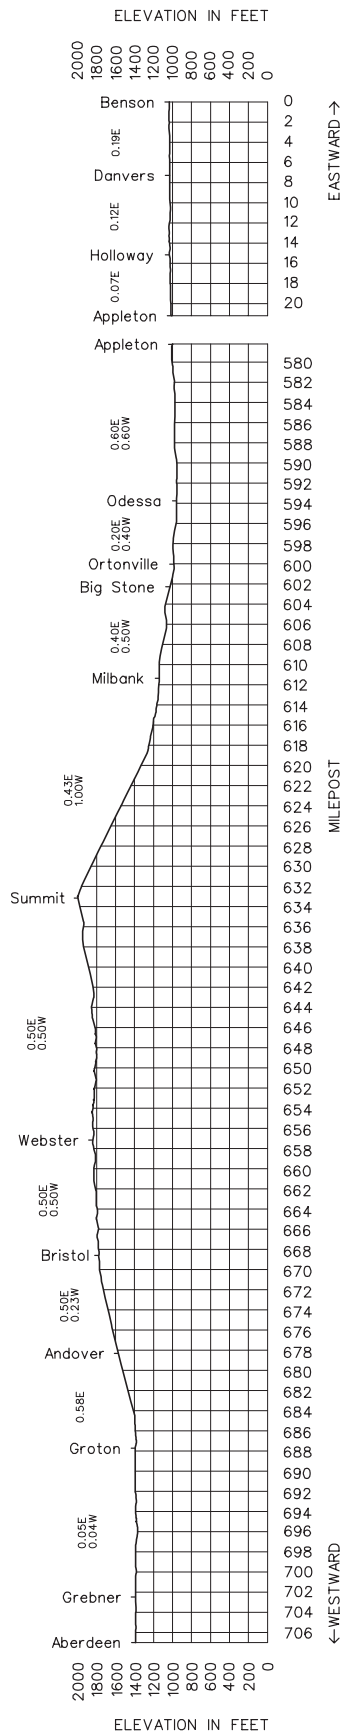 ELEVATION IN FEET
2000 1800 1600 1400 1200 1000 800 600 400 200 0
Benson
0
EASTWARD →
2
0.19E
4
6
Danvers
8
10
0.12E
12
14
Holloway
16
0.07E
18
20
Appleton
Appleton
580
582
584
0.60E
0.60W
586
588
590
592
Odessa
594
596
0.20E
0.40W
598
Ortonville
600
Big Stone
602
604
0.40E
0.50W
606
608
610
Milbank
612
614
616
618
620
0.43E
1.00W
622
624
MILEPOST
626
628
630
632
Summit
634
636
638
640
642
644
0.50E
0.50W
646
648
650
652
654
Webster
656
658
660
0.50E
0.50W
662
664
666
Bristol
668
670
0.50E
0.23W
672
674
676
Andover
678
680
682
0.58E
684
686
Groton
688
690
692
694
0.05E
0.04W
696
698
700
←WESTWARD
Grebner
702
704
706
Aberdeen
2000 1800 1600 1400 1200 1000 800 600 400 200 0
ELEVATION IN FEET